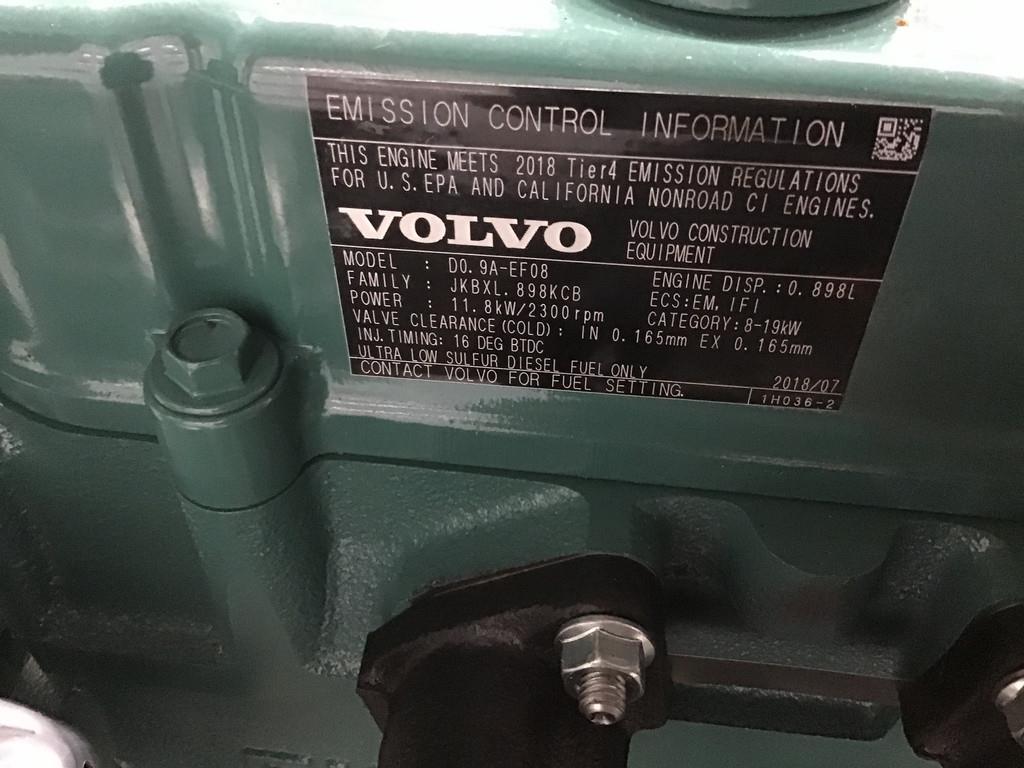 EMISSION CONTROL INFORMATION
THIS ENGINE MEETS 2018 Tier4 EMISSION REGULATIONS
FOR U.S.EPA AND CALIFORNIA NONROAD CI ENGINES.
VOLVO VOLVO CONSTRUCTION
EQUIPMENT
MODEL : D0.9A-EF08 ENGINE DISP.:0.898L
FAMILY : JKBXL.898KCB ECS:EM,IFI
POWER : 11.8kW/2300rpm CATEGORY:8-19kW
VALVE CLEARANCE(COLD): IN 0.165mm EX 0.165mm
INJ.TIMING: 16 DEG BTDC
ULTRA LOW SULFUR DIESEL FUEL ONLY 2018/07
CONTACT VOLVO FOR FUEL SETTING. 1H036-2